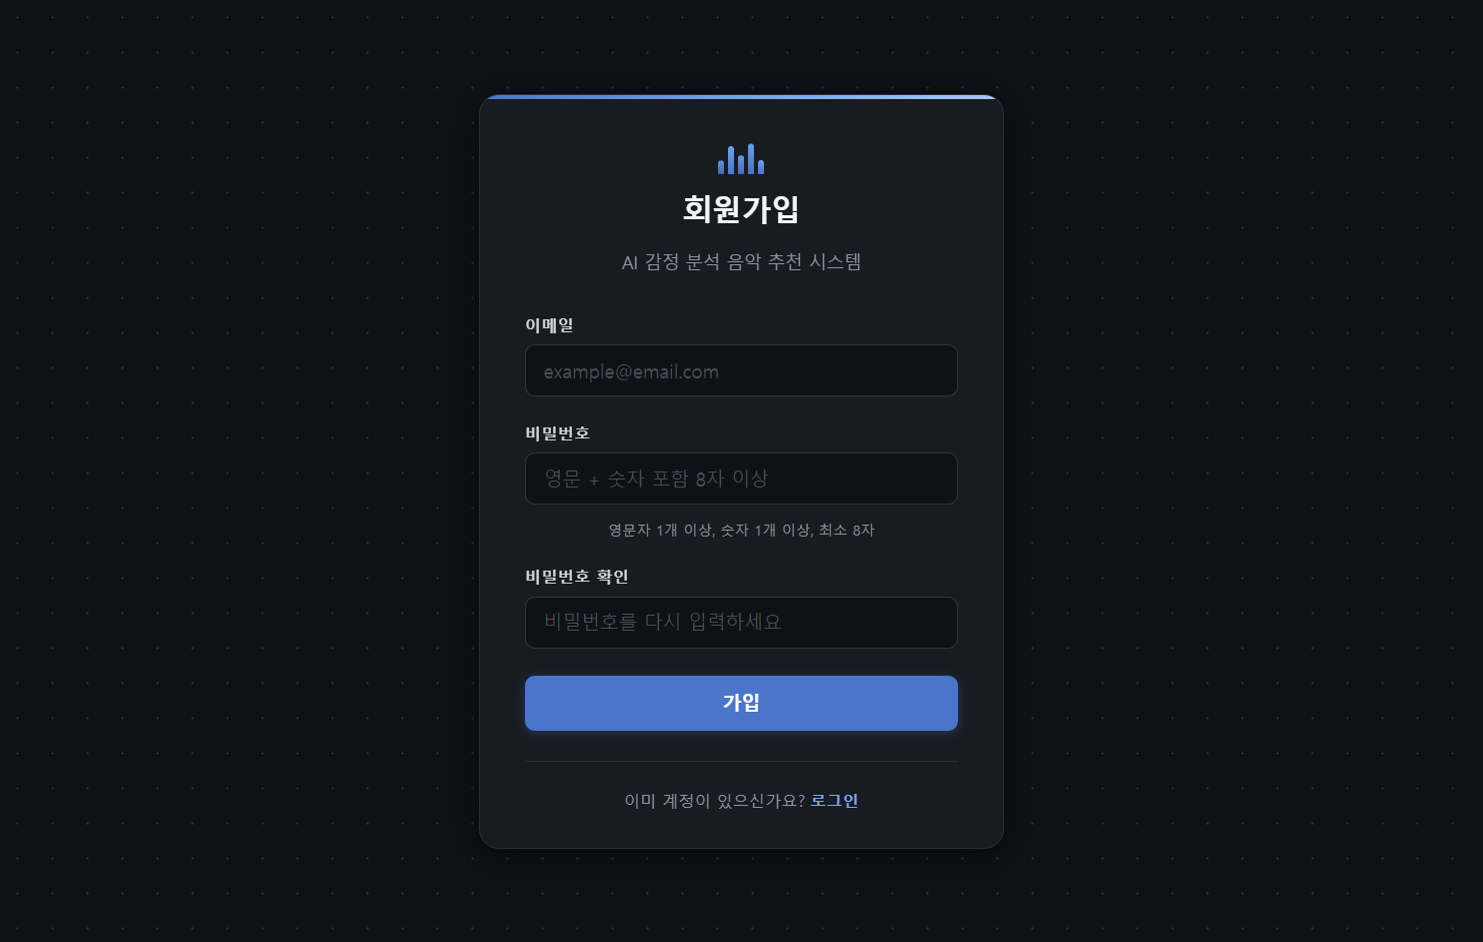 회원가입
AI 감정 분석 음악 추천 시스템
이메일
example@email.com
비밀번호
영문 + 숫자 포함 8자 이상
영문자 1개 이상, 숫자 1개 이상, 최소 8자
비밀번호 확인
비밀번호를 다시 입력하세요
가입
이미 계정이 있으신가요? 로그인